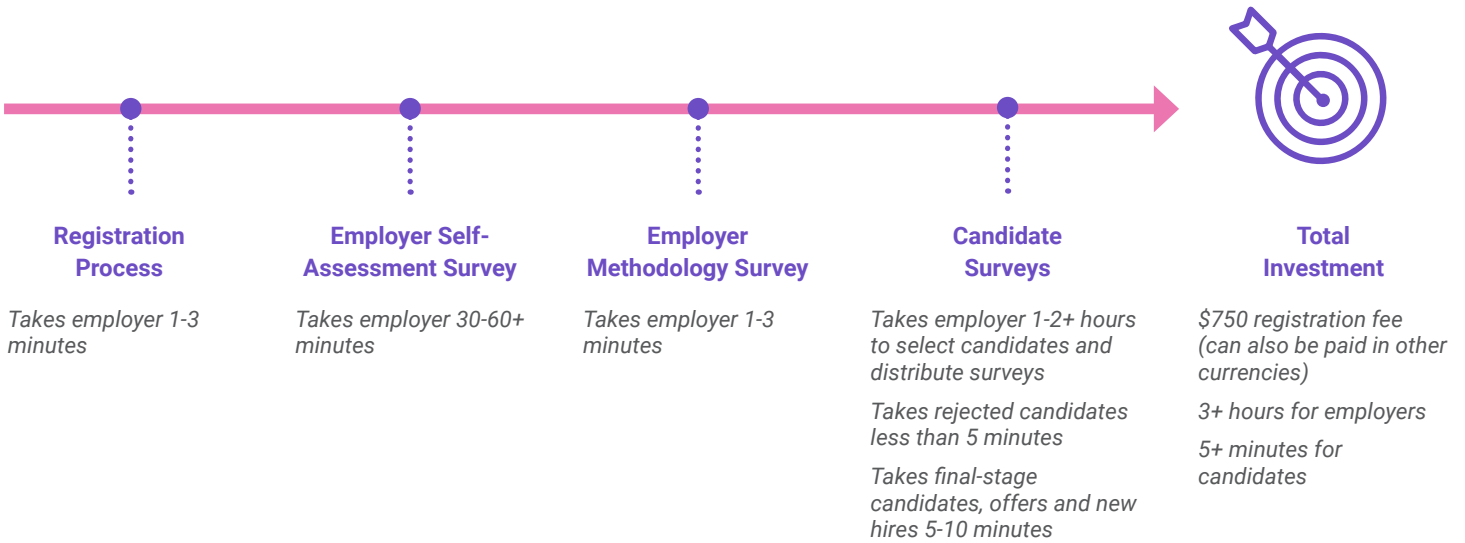 Registration
Process
Takes employer 1-3
minutes
Employer Self-
Assessment Survey
Takes employer 30-60+
minutes
Employer
Methodology Survey
Takes employer 1-3
minutes
Candidate
Surveys
Takes employer 1-2+ hours
to select candidates and
distribute surveys
Takes rejected candidates
less than 5 minutes
Takes final-stage
candidates, offers and new
hires 5-10 minutes
Total
Investment
$750 registration fee
(can also be paid in other
currencies)
3+ hours for employers
5+ minutes for
candidates